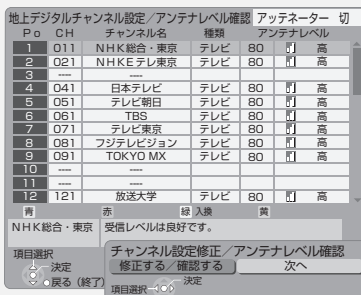 地上デジタルチャンネル設定／アンテナレベル確認 アッテネーター 切
Po CH チャンネル名 種類 アンテナレベル
1 011 NHK総合・東京 テレビ 80 高
2 021 NHKEテレ東京 テレビ 80 高
3 ---- ----
4 041 日本テレビ テレビ 80 高
5 051 テレビ朝日 テレビ 80 高
6 061 TBS テレビ 80 高
7 071 テレビ東京 テレビ 80 高
8 081 フジテレビジョン テレビ 80 高
9 091 TOKYO MX テレビ 80 高
10 ---- ----
11 ---- ----
12 121 放送大学 テレビ 80 高
青 赤 緑 入換 黄
NHK総合・東京 受信レベルは良好です。
チャンネル設定修正／アンテナレベル確認
修正する／確認する 次へ
項目選択
決定
戻る（終了）
項目選択 決定